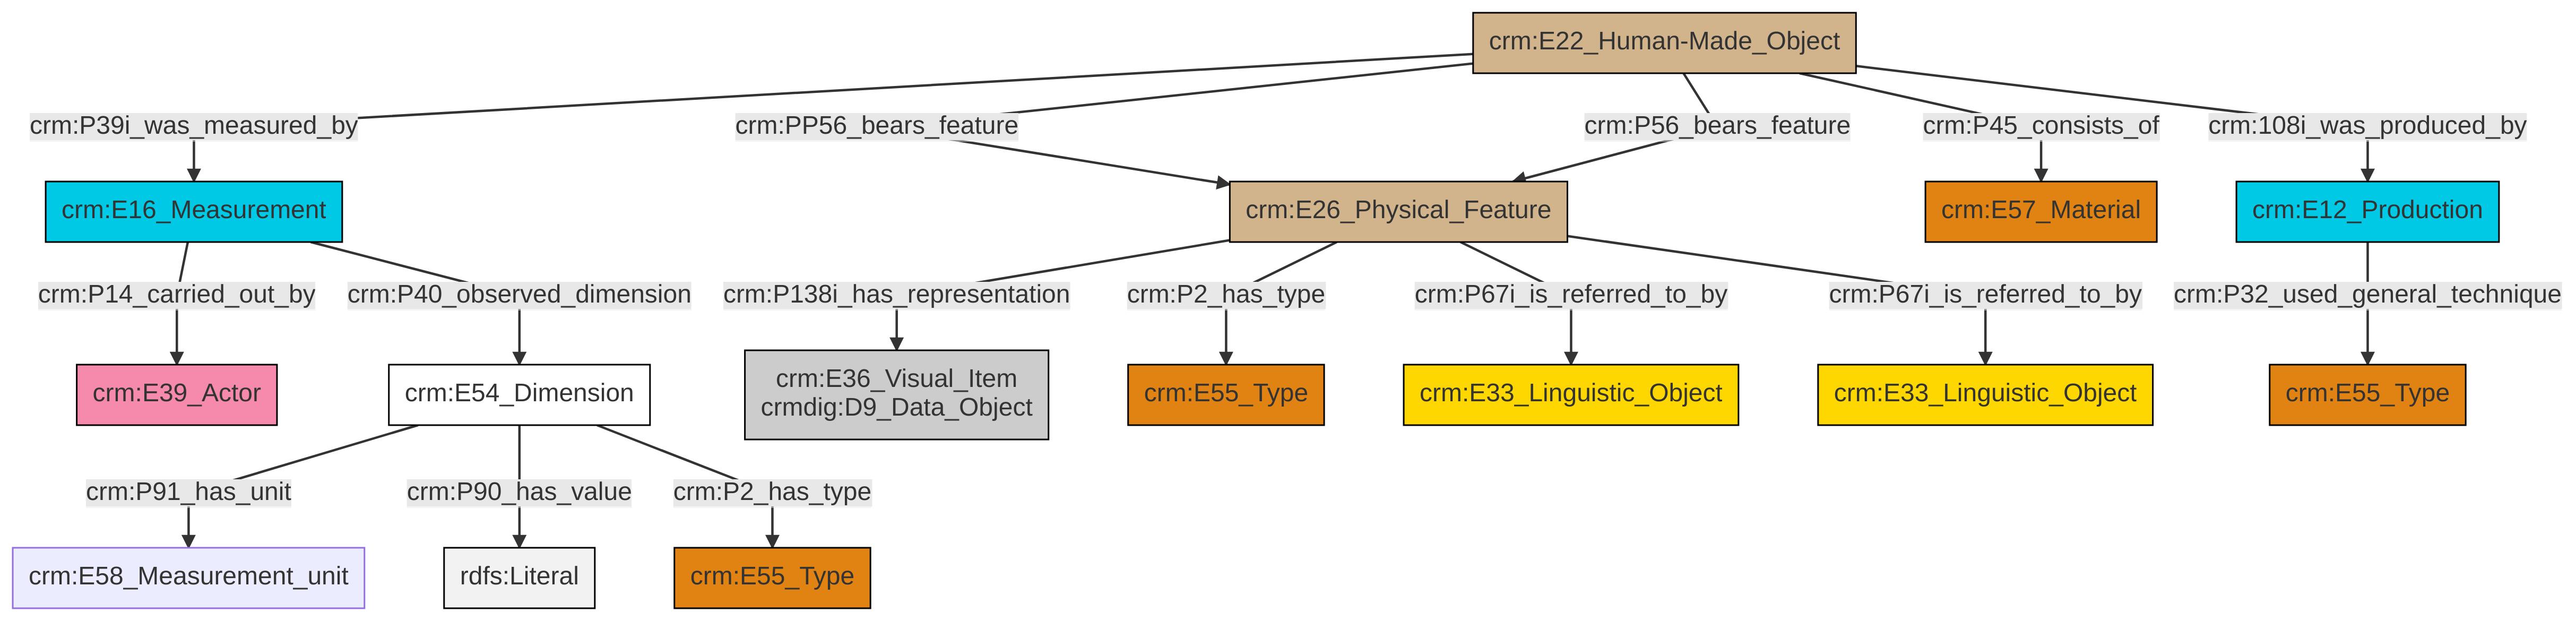 crm:E22_Human-Made_Object
crm:P39i_was_measured_by
crm:PP56_bears_feature
crm:P56_bears_feature
crm:P45_consists_of
crm:108i_was_produced_by
crm:E16_Measurement
crm:E26_Physical_Feature
crm:E57_Material
crm:E12_Production
crm:P14_carried_out_by
crm:P40_observed_dimension
crm:P138i_has_representation
crm:P2_has_type
crm:P67i_is_referred_to_by
crm:P67i_is_referred_to_by
crm:P32_used_general_technique
crm:E39_Actor
crm:E54_Dimension
crm:E36_Visual_Item
crmdig:D9_Data_Object
crm:E55_Type
crm:E33_Linguistic_Object
crm:E33_Linguistic_Object
crm:E55_Type
crm:P91_has_unit
crm:P90_has_value
crm:P2_has_type
crm:E58_Measurement_unit
rdfs:Literal
crm:E55_Type